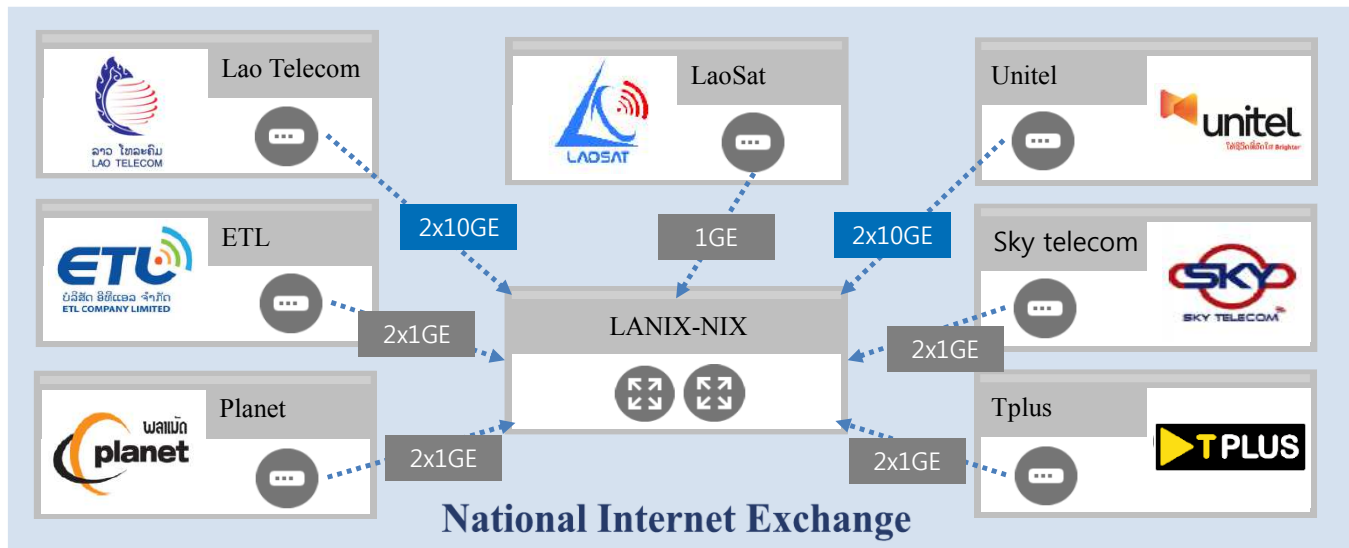 Lao Telecom
ລາວ ໂທລະຄົມ
LAO TELECOM
LaoSat
LAOSAT
Unitel
unitel
2x10GE
1GE
2x10GE
ETL
ETL
ບໍລິສັດ ອີທີແອລ ຈຳກັດ
ETL COMPANY LIMITED
Sky telecom
SKY
SKY TELECOM
2x1GE
LANIX-NIX
2x1GE
Planet
ພລາເນັດ
planet
Tplus
T PLUS
2x1GE
2x1GE
National Internet Exchange